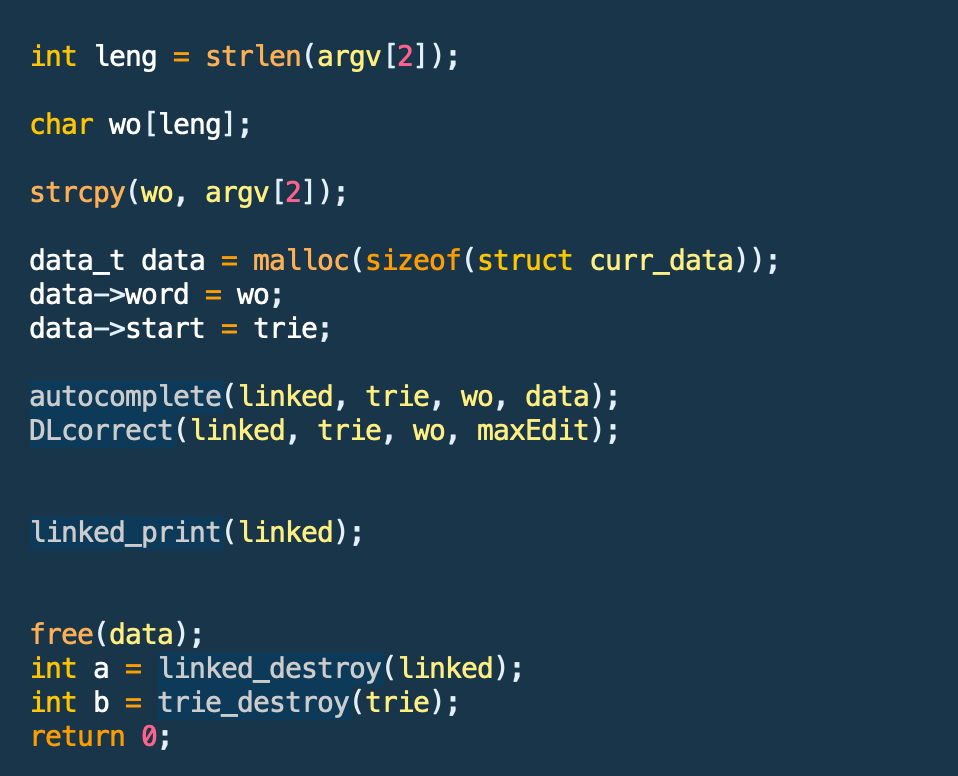 int leng = strlen(argv[2]);
char wo[leng];
strcpy(wo, argv[2]);
data_t data = malloc(sizeof(struct curr_data));
data->word = wo;
data->start = trie;
autocomplete(linked, trie, wo, data);
DLcorrect(linked, trie, wo, maxEdit);
linked_print(linked);
free(data);
int a = linked_destroy(linked);
int b = trie_destroy(trie);
return 0;